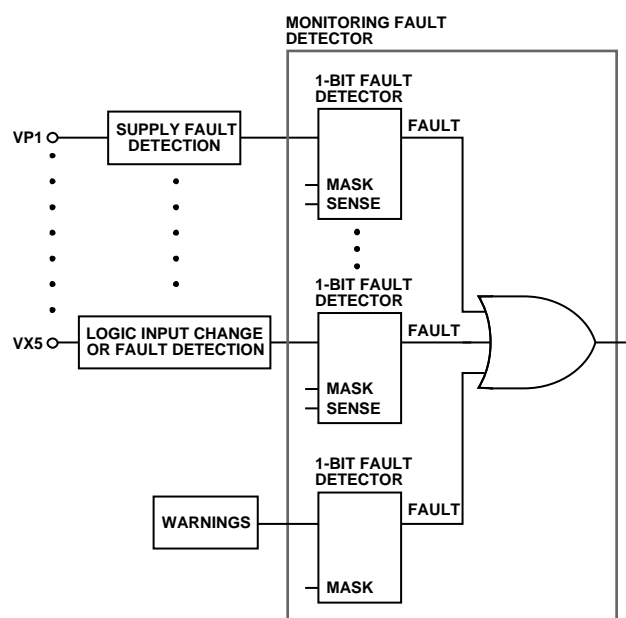 MONITORING FAULT
DETECTOR
1-BIT FAULT
DETECTOR
VP1
SUPPLY FAULT
DETECTION
FAULT
MASK
SENSE
1-BIT FAULT
DETECTOR
VX5
LOGIC INPUT CHANGE
OR FAULT DETECTION
FAULT
MASK
SENSE
1-BIT FAULT
DETECTOR
WARNINGS
FAULT
MASK